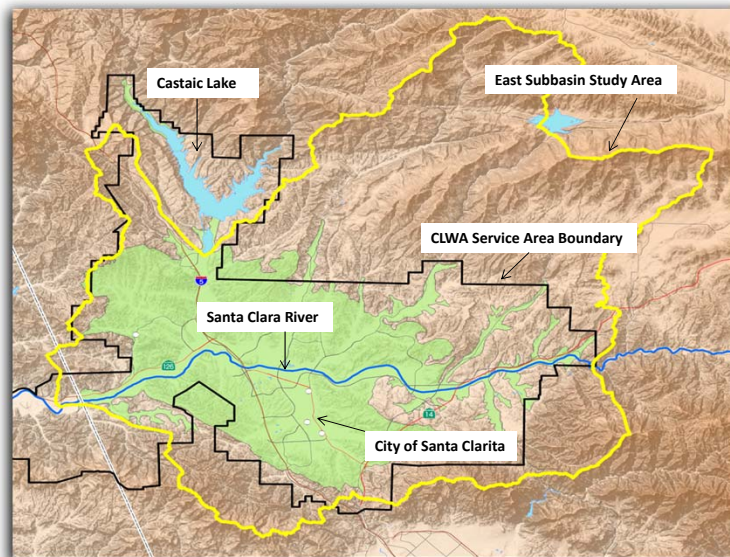 Castaic Lake
East Subbasin Study Area
CLWA Service Area Boundary
5
Santa Clara River
126
14
City of Santa Clarita